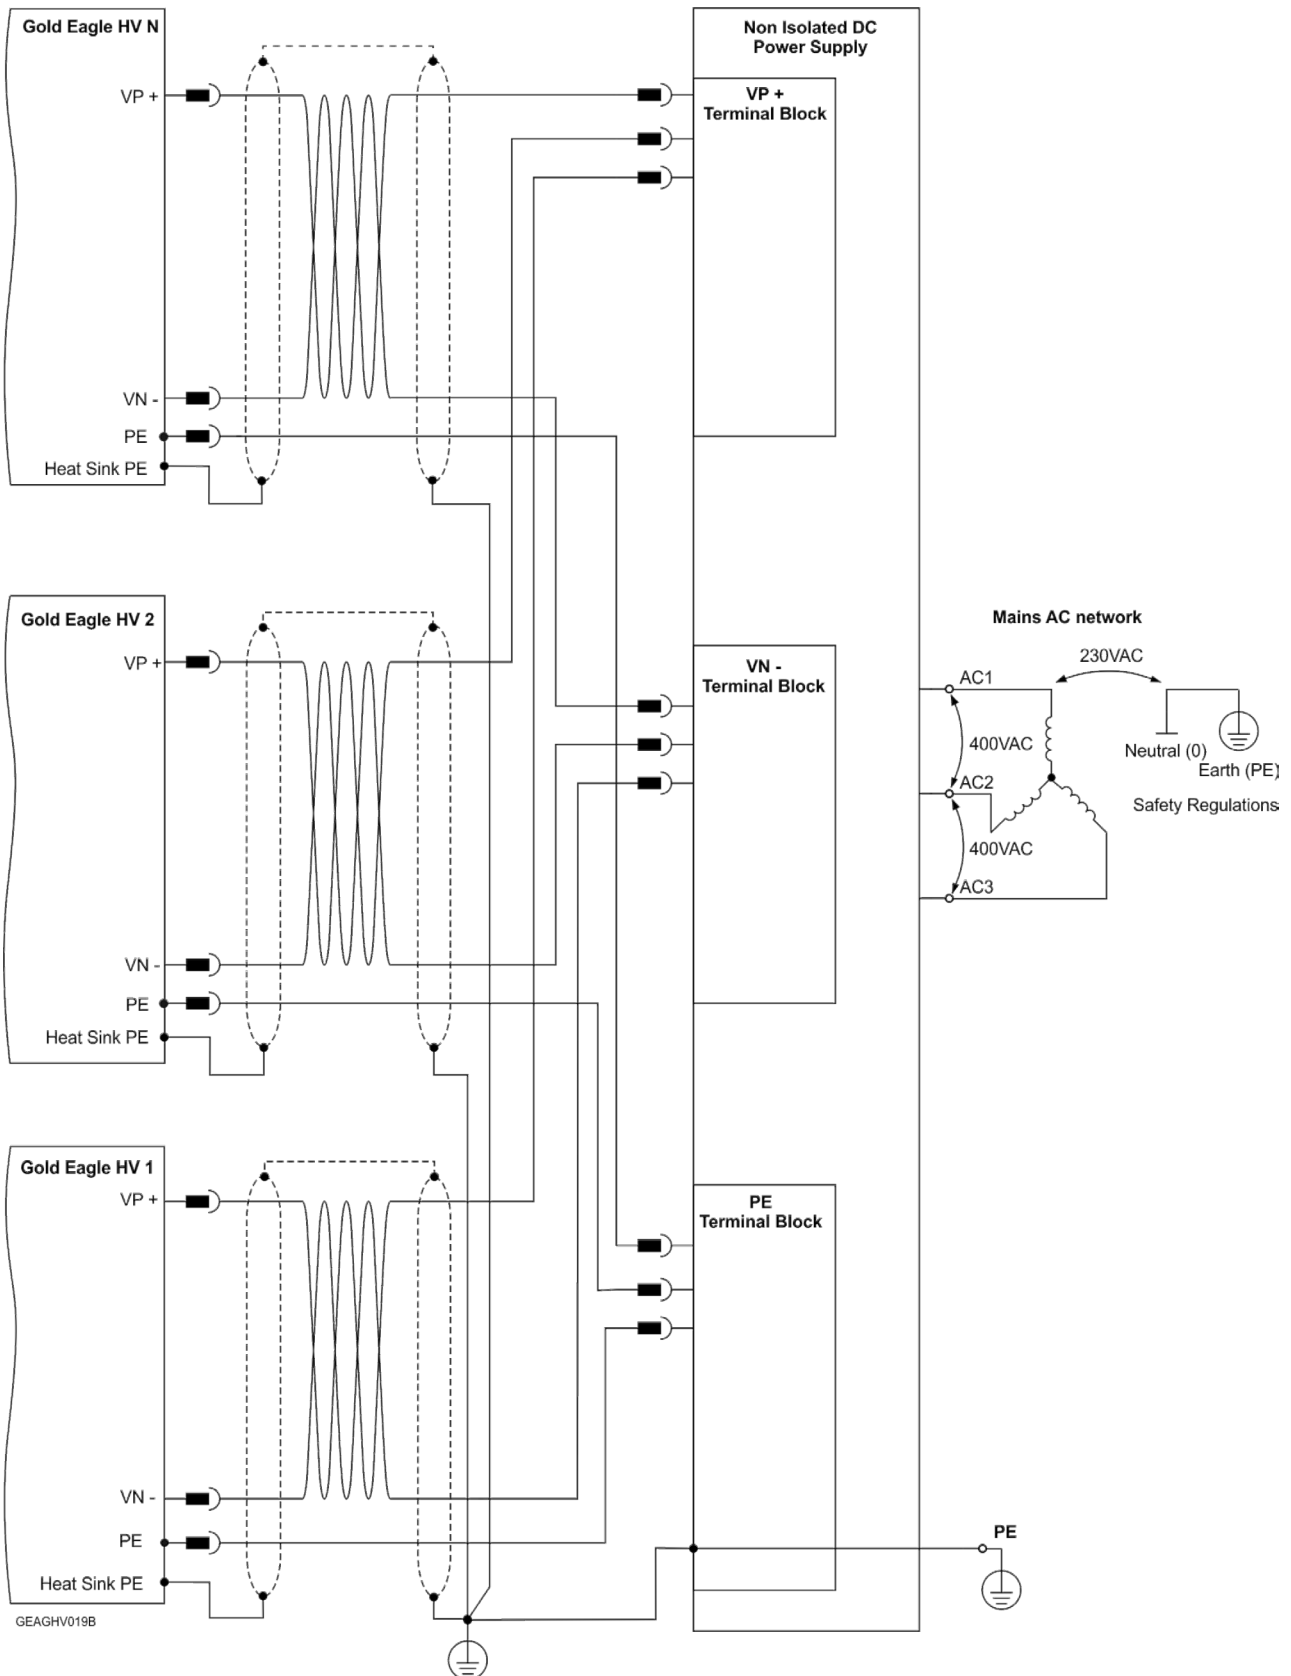 Gold Eagle HV N
VP +
VN -
PE
Heat Sink PE
Non Isolated DC
Power Supply
VP +
Terminal Block
Gold Eagle HV 2
VP +
VN -
PE
Heat Sink PE
VN -
Terminal Block
Mains AC network
230VAC
AC1
400VAC
Neutral (0)
Earth (PE)
AC2
Safety Regulations
400VAC
AC3
Gold Eagle HV 1
VP +
VN -
PE
Heat Sink PE
PE
Terminal Block
PE
GEAGHV019B